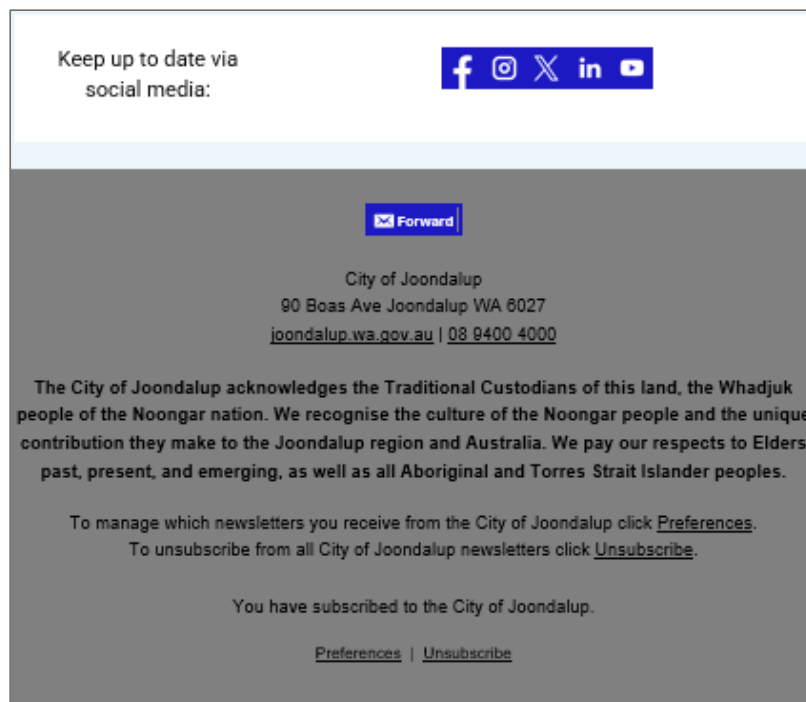 Keep up to date via
social media:
Forward
City of Joondalup
90 Boas Ave Joondalup WA 6027
joondalup.wa.gov.au | 08 9400 4000
The City of Joondalup acknowledges the Traditional Custodians of this land, the Whadjuk
people of the Noongar nation. We recognise the culture of the Noongar people and the unique
contribution they make to the Joondalup region and Australia. We pay our respects to Elders
past, present, and emerging, as well as all Aboriginal and Torres Strait Islander peoples.
To manage which newsletters you receive from the City of Joondalup click Preferences.
To unsubscribe from all City of Joondalup newsletters click Unsubscribe.
You have subscribed to the City of Joondalup.
Preferences | Unsubscribe